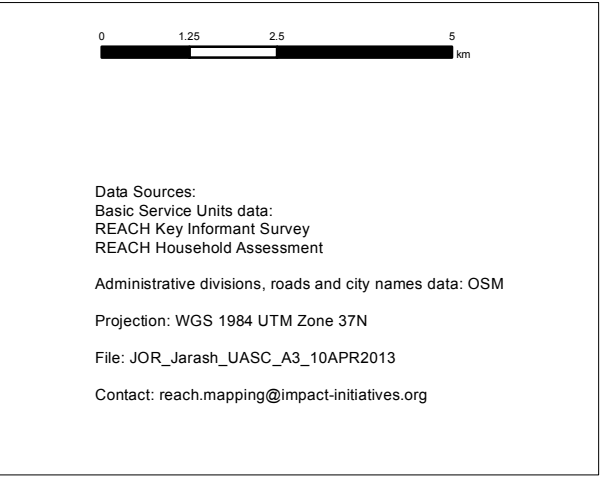 0 1.25 2.5 5
km
Data Sources:
Basic Service Units data:
REACH Key Informant Survey
REACH Household Assessment
Administrative divisions, roads and city names data: OSM
Projection: WGS 1984 UTM Zone 37N
File: JOR_Jarash_UASC_A3_10APR2013
Contact: reach.mapping@impact-initiatives.org